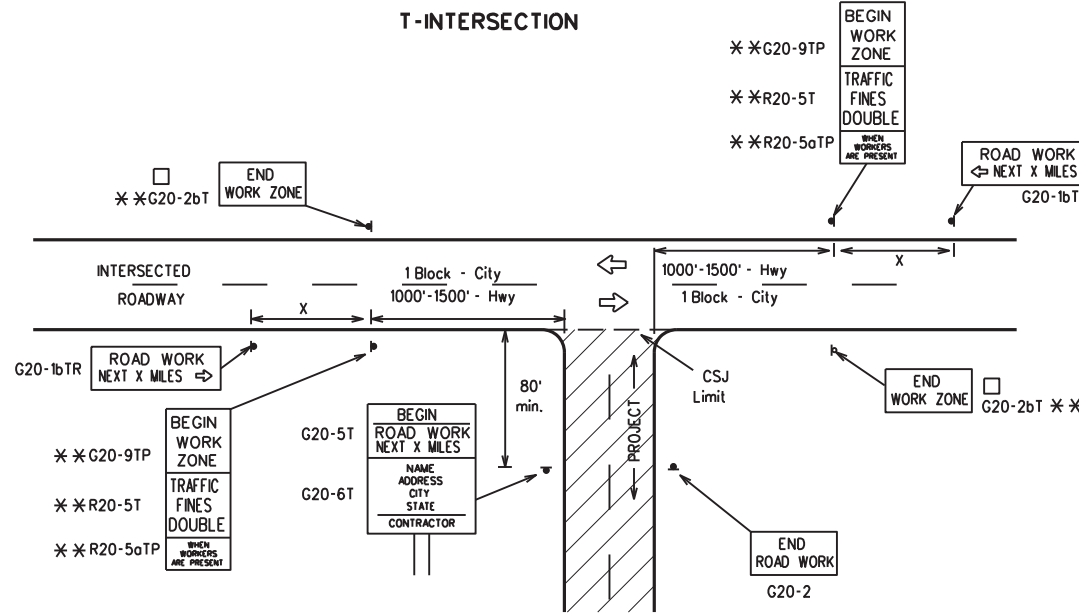 T-INTERSECTION
BEGIN
WORK
ZONE
✳ ✳G20-9TP
TRAFFIC
FINES
DOUBLE
✳ ✳R20-5T
WHEN
WORKERS
ARE PRESENT
✳ ✳R20-5aTP
ROAD WORK
⇦ NEXT X MILES
G20-1bT
□
✳ ✳G20-2bT
END
WORK ZONE
INTERSECTED
ROADWAY
1 Block - City
1000'-1500' - Hwy
X
1000'-1500' - Hwy
1 Block - City
X
G20-1bTR
ROAD WORK
NEXT X MILES ⇨
80'
min.
CSJ
Limit
PROJECT
END
WORK ZONE
□
G20-2bT ✳ ✳
BEGIN
WORK
ZONE
✳ ✳G20-9TP
TRAFFIC
FINES
DOUBLE
✳ ✳R20-5T
WHEN
WORKERS
ARE PRESENT
✳ ✳R20-5aTP
G20-5T
BEGIN
ROAD WORK
NEXT X MILES
G20-6T
NAME
ADDRESS
CITY
STATE
CONTRACTOR
END
ROAD WORK
G20-2